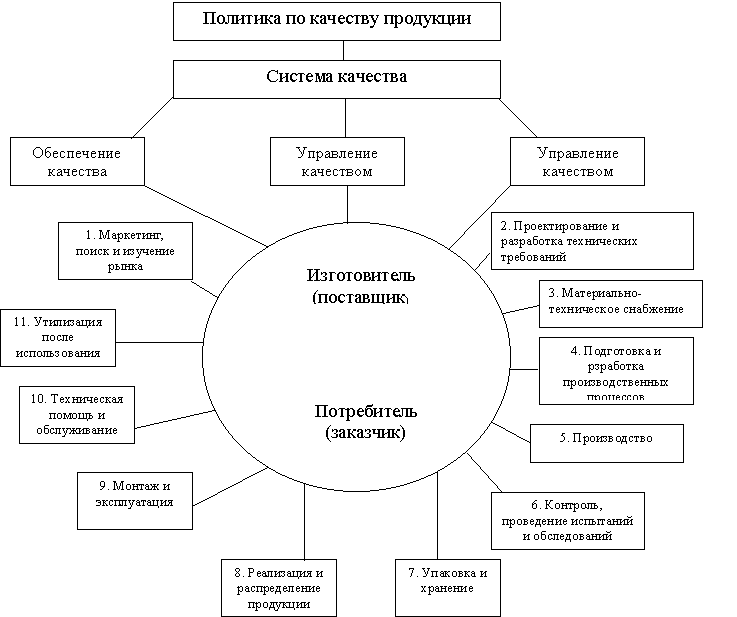 Политика по качеству продукции
Система качества
Обеспечение
качества
Управление
качеством
Управление
качеством
1. Маркетинг,
поиск и изучение
рынка
2. Проектирование и
разработка технических
требований
Изготовитель
(поставщик)
3. Материально-
техническое снабжение
11. Утилизация
после
использования
4. Подготовка и
рзработка
производственных
процессов
10. Техническая
помощь и
обслуживание
Потребитель
(заказчик)
5. Производство
9. Монтаж и
эксплуатация
6. Контроль,
проведение испытаний
и обследований
8. Реализация и
распределение
продукции
7. Упаковка и
хранение